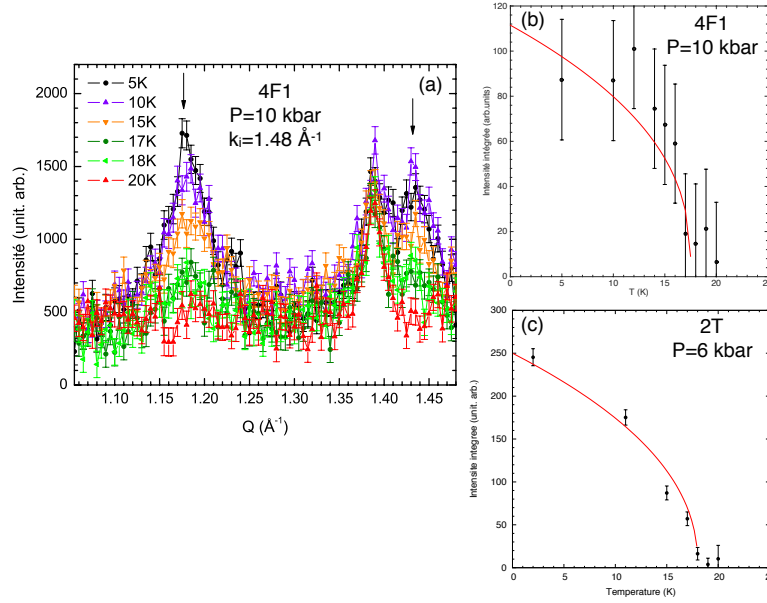 (a)
4F1
P=10 kbar
ki=1.48 Å-1
5K
10K
15K
17K
18K
20K
Intensité (unit. arb.)
2000
1500
1000
500
0
1.10
1.15
1.20
1.25
1.30
1.35
1.40
1.45
Q (Å-1)
(b)
4F1
P=10 kbar
Intensité intégrée (arb.units)
120
100
80
60
40
20
0
0
5
10
15
20
25
T (K)
(c)
2T
P=6 kbar
Intensite integree (unit. arb.)
300
250
200
150
100
50
0
0
5
10
15
20
25
Temperature (K)